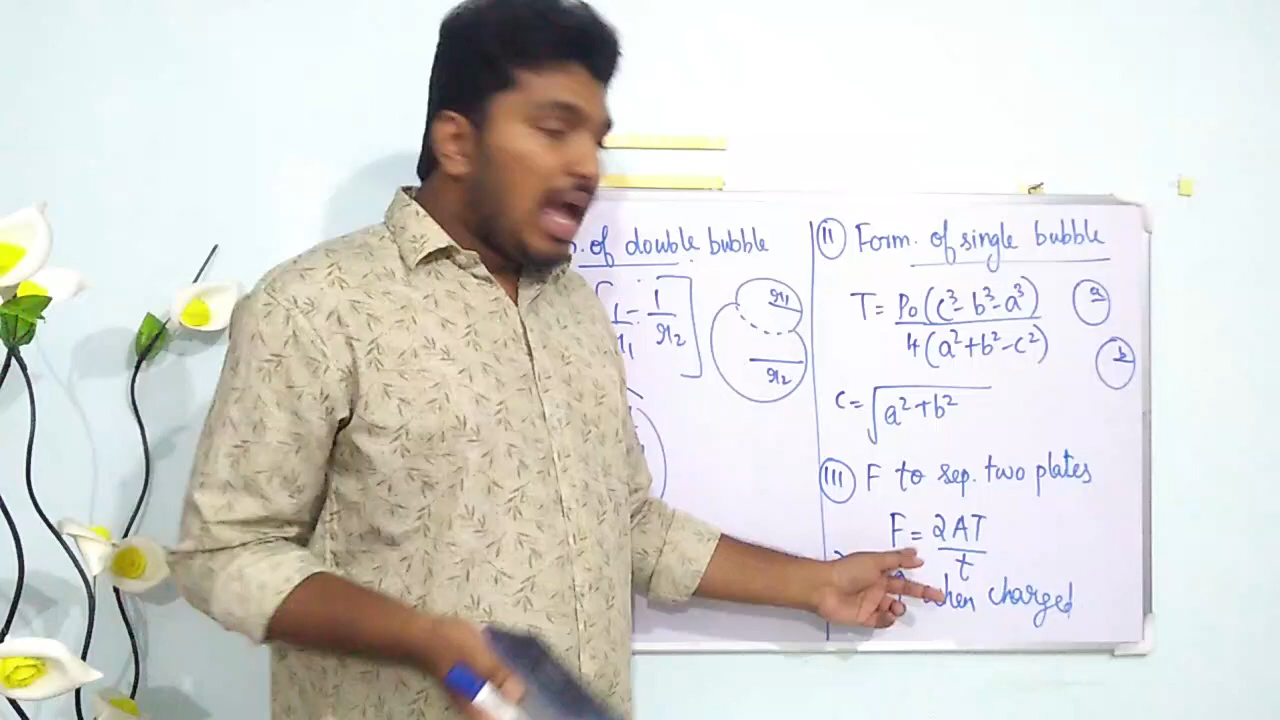 of double bubble
1/r1 - 1/r2]
r1
r2
II Form. of single bubble
T = P0(c3 - b3 - a3) / 4(a2 + b2 - c2)
a
b
c = √a2 + b2
III F to sep. two plates
F = 2AT / t
when charged